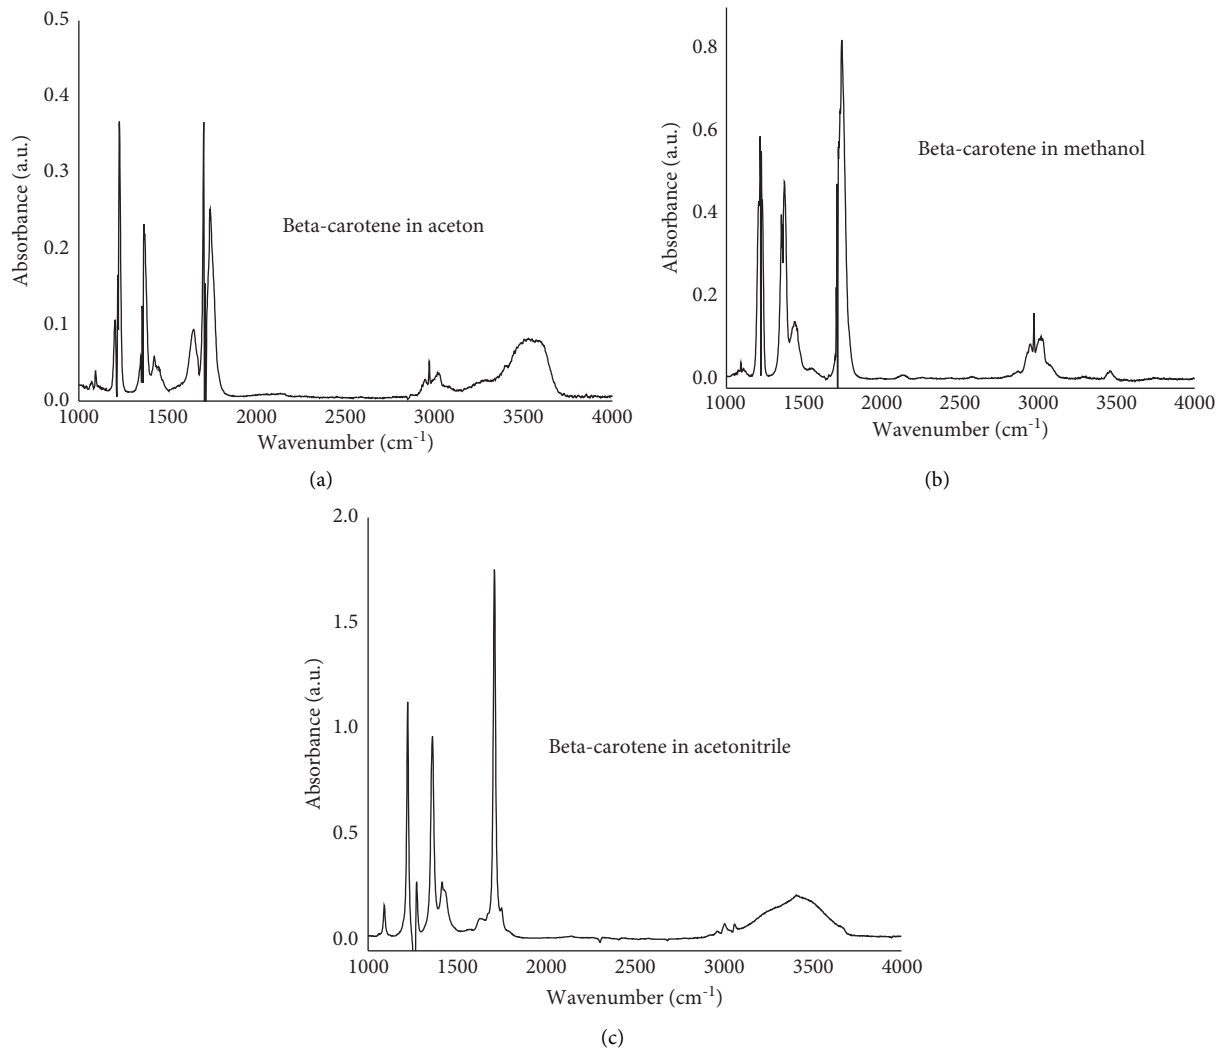 0.5
0.4
0.3
0.2
0.1
0.0
Absorbance (a.u.)
Beta-carotene in aceton
1000 1500 2000 2500 3000 3500 4000
Wavenumber (cm-1)
(a)
0.8
0.6
0.4
0.2
0.0
Absorbance (a.u.)
Beta-carotene in methanol
1000 1500 2000 2500 3000 3500 4000
Wavenumber (cm-1)
(b)
2.0
1.5
1.0
0.5
0.0
Absorbance (a.u.)
Beta-carotene in acetonitrile
1000 1500 2000 2500 3000 3500 4000
Wavenumber (cm-1)
(c)